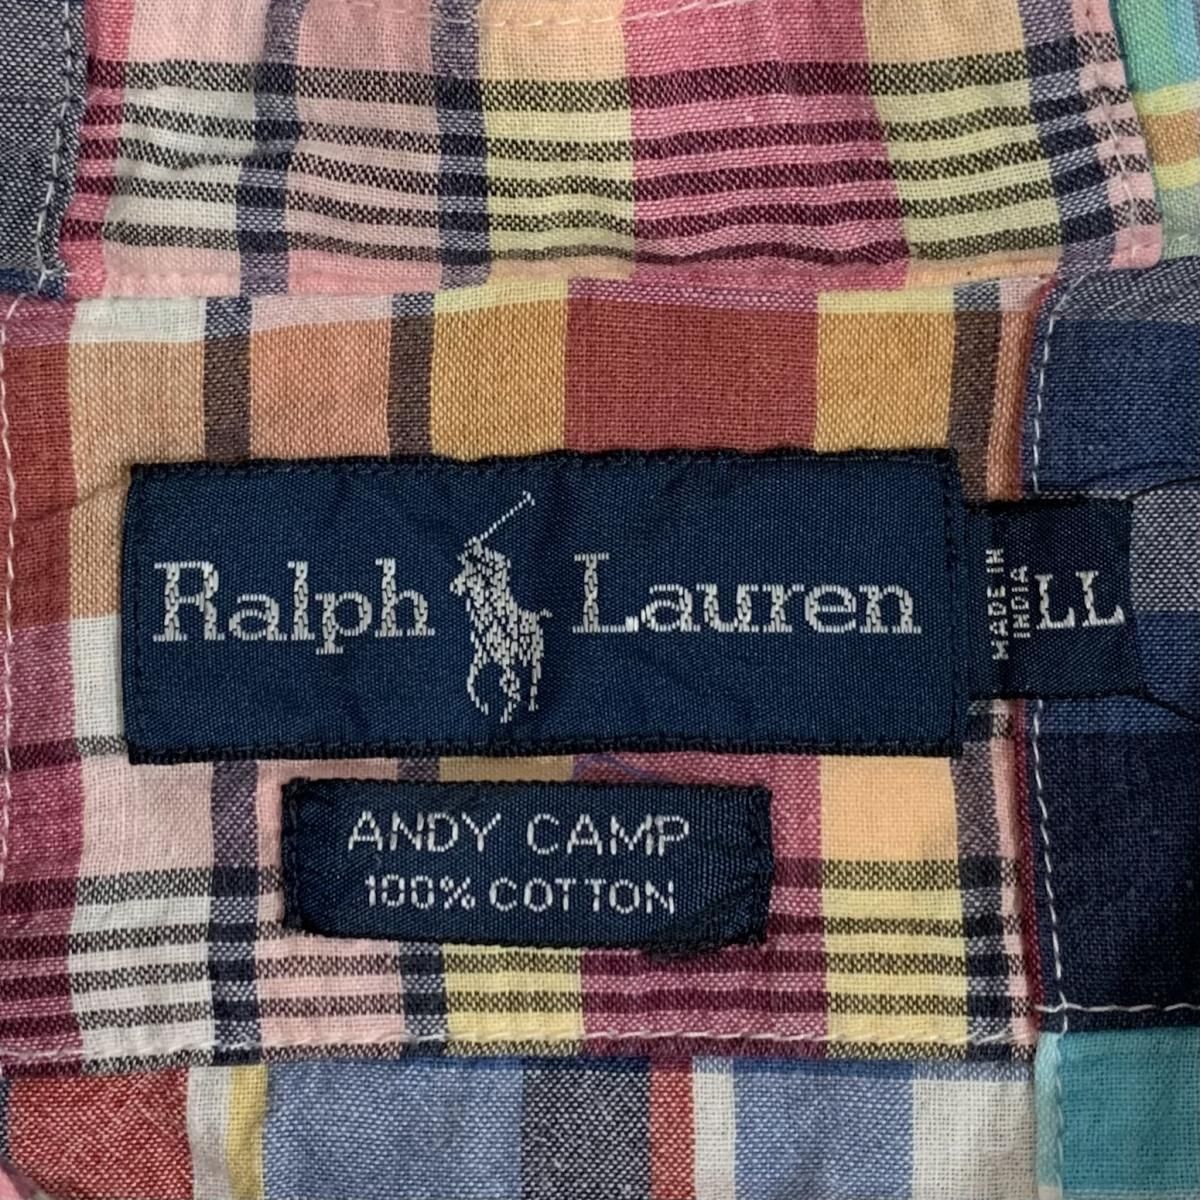 Ralph Lauren
MADE IN
INDIA
LL
ANDY CAMP
100% COTTON